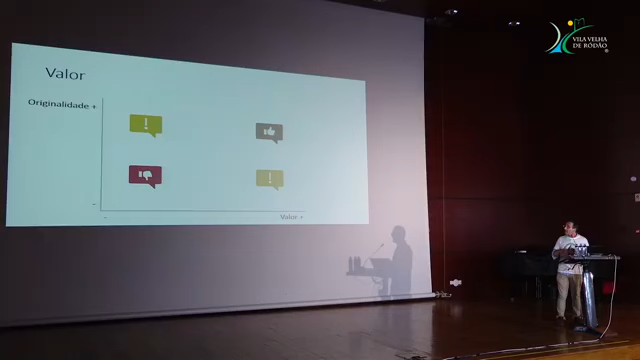 VILA VELHA
DE RÓDÃO
Valor
Originalidade +
-
- Valor +